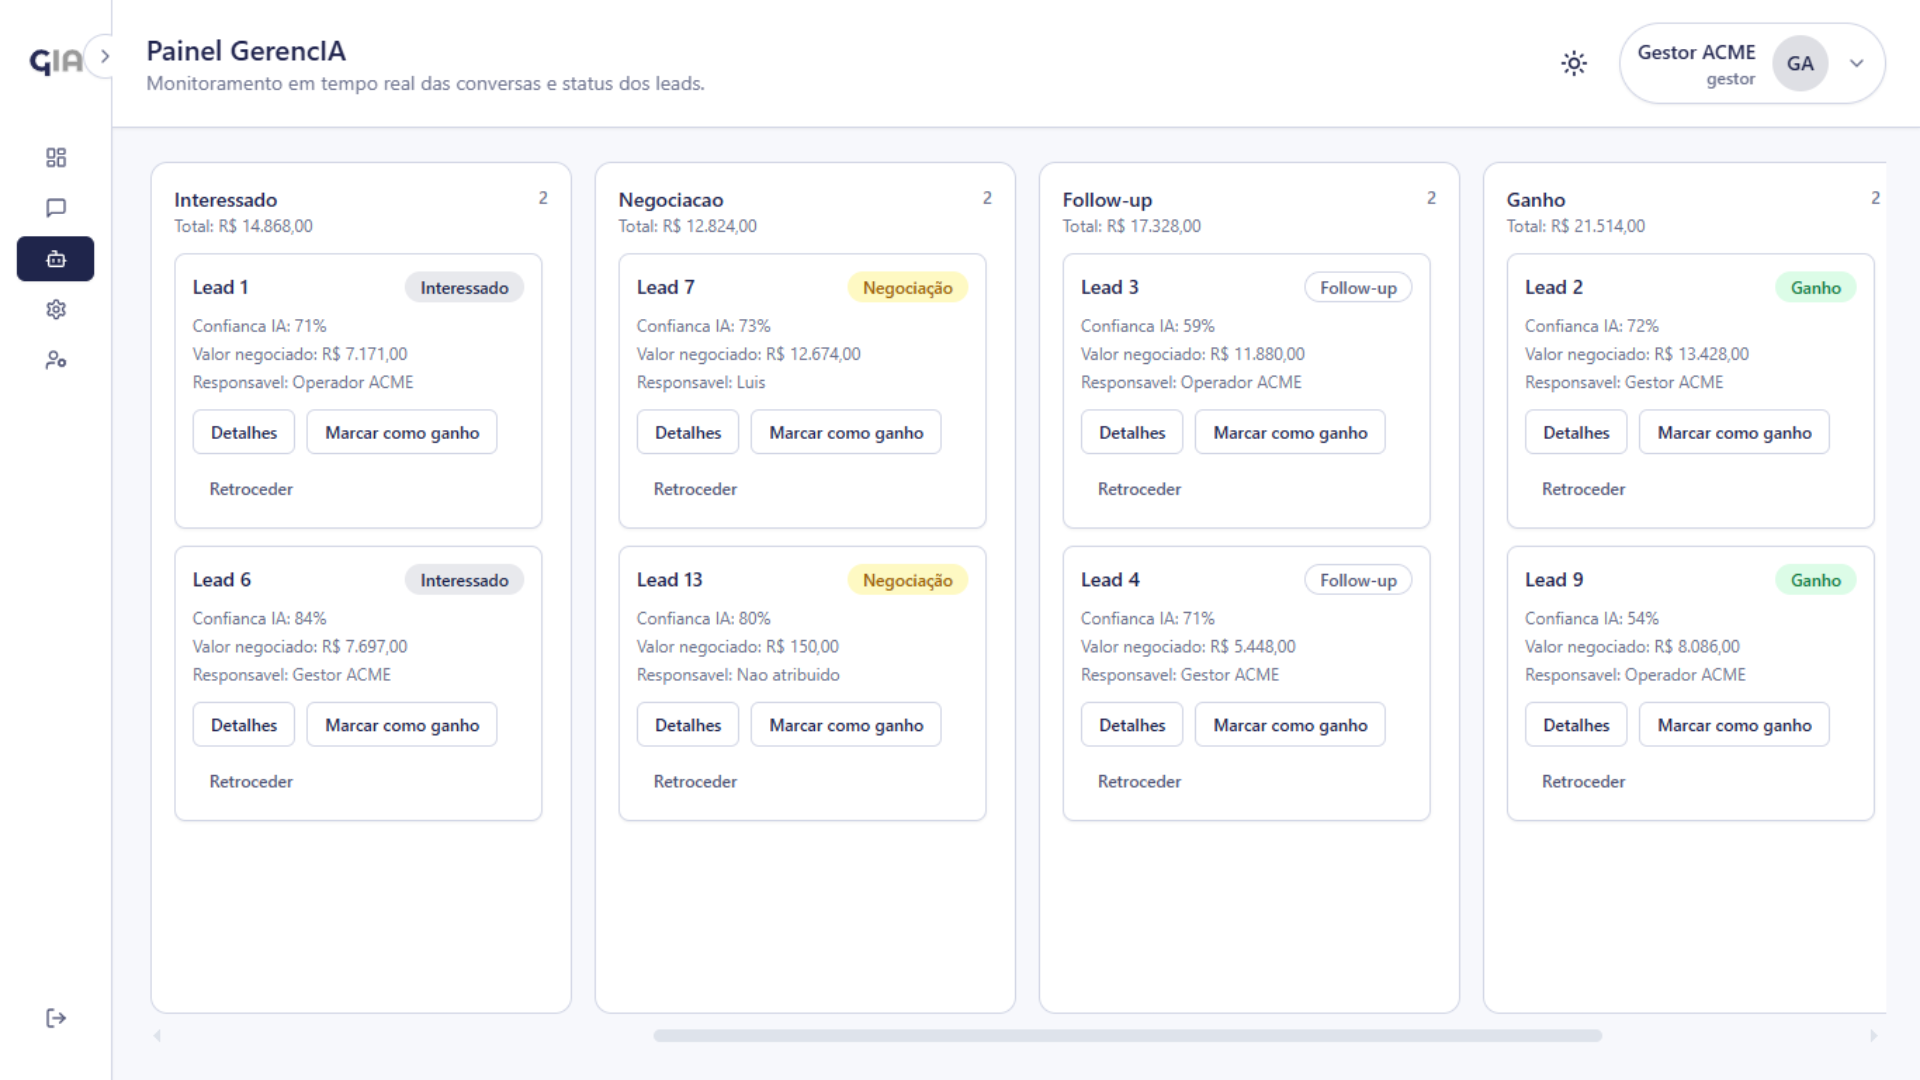 GIA
Painel GerencIA
Monitoramento em tempo real das conversas e status dos leads.
Gestor ACME
gestor
GA
Interessado
2
Total: R$ 14.868,00
Lead 1
Interessado
Confianca IA: 71%
Valor negociado: R$ 7.171,00
Responsavel: Operador ACME
Detalhes
Marcar como ganho
Retroceder
Lead 6
Interessado
Confianca IA: 84%
Valor negociado: R$ 7.697,00
Responsavel: Gestor ACME
Detalhes
Marcar como ganho
Retroceder
Negociacao
2
Total: R$ 12.824,00
Lead 7
Negociação
Confianca IA: 73%
Valor negociado: R$ 12.674,00
Responsavel: Luis
Detalhes
Marcar como ganho
Retroceder
Lead 13
Negociação
Confianca IA: 80%
Valor negociado: R$ 150,00
Responsavel: Nao atribuido
Detalhes
Marcar como ganho
Retroceder
Follow-up
2
Total: R$ 17.328,00
Lead 3
Follow-up
Confianca IA: 59%
Valor negociado: R$ 11.880,00
Responsavel: Operador ACME
Detalhes
Marcar como ganho
Retroceder
Lead 4
Follow-up
Confianca IA: 71%
Valor negociado: R$ 5.448,00
Responsavel: Gestor ACME
Detalhes
Marcar como ganho
Retroceder
Ganho
2
Total: R$ 21.514,00
Lead 2
Ganho
Confianca IA: 72%
Valor negociado: R$ 13.428,00
Responsavel: Gestor ACME
Detalhes
Marcar como ganho
Retroceder
Lead 9
Ganho
Confianca IA: 54%
Valor negociado: R$ 8.086,00
Responsavel: Operador ACME
Detalhes
Marcar como ganho
Retroceder